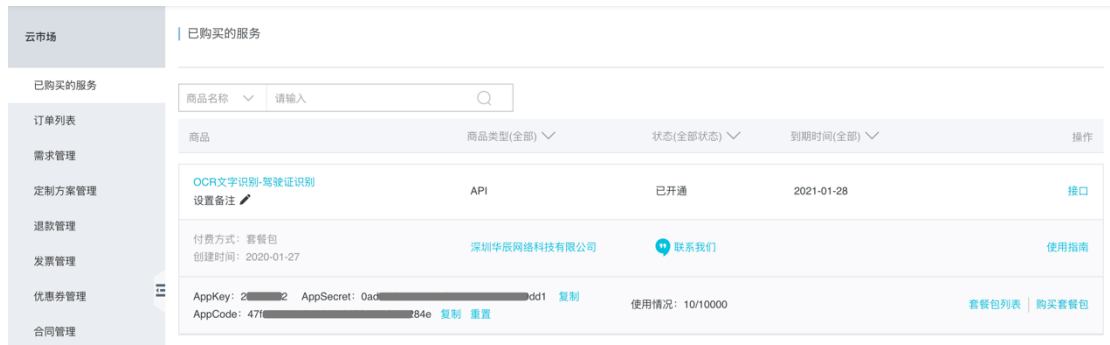 云市场
已购买的服务
订单列表
需求管理
定制方案管理
退款管理
发票管理
优惠券管理
合同管理
已购买的服务
商品名称 请输入
商品 商品类型(全部) 状态(全部状态) 到期时间(全部) 操作
OCR文字识别-驾驶证识别 API 已开通 2021-01-28 接口
设置备注
付费方式：套餐包 深圳华辰网络科技有限公司 联系我们 使用指南
创建时间：2020-01-27
AppKey：2 2 AppSecret：0ad dd1 复制 使用情况：10/10000 套餐包列表 购买套餐包
AppCode：47f 284e 复制 重置